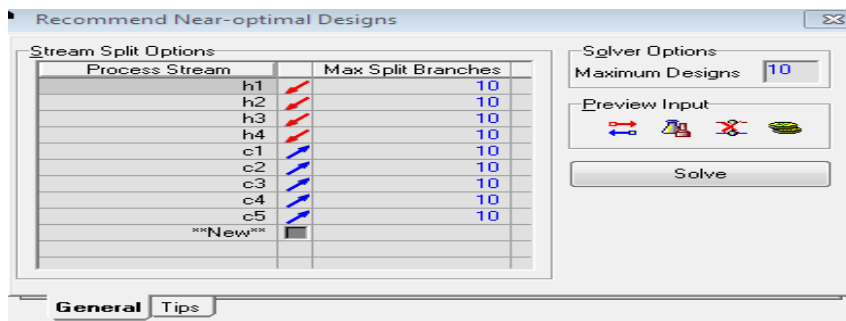 Recommend Near-optimal Designs
Stream Split Options
Process Stream Max Split Branches
h1 10
h2 10
h3 10
h4 10
c1 10
c2 10
c3 10
c4 10
c5 10
**New**
Solver Options
Maximum Designs 10
Preview Input
Solve
General Tips